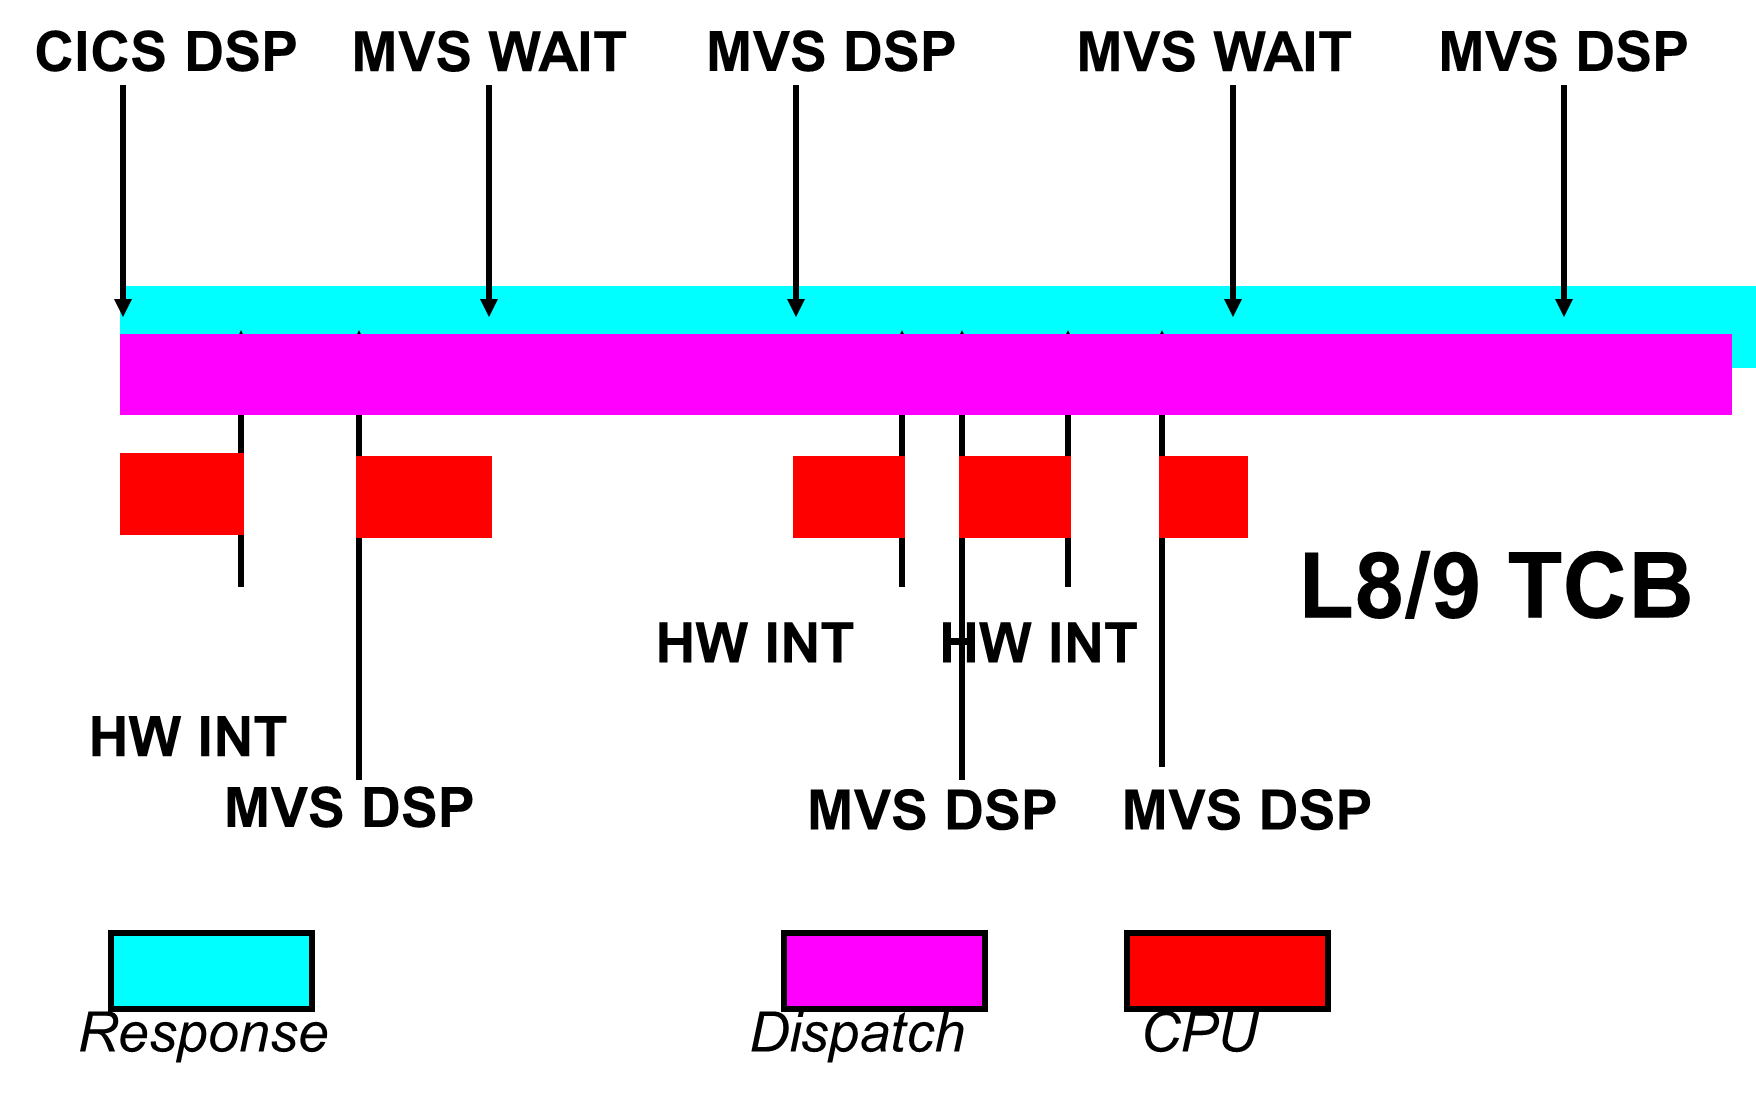 CICS DSP MVS WAIT MVS DSP MVS WAIT MVS DSP
L8/9 TCB
HW INT HW INT
HW INT
MVS DSP MVS DSP MVS DSP
Response Dispatch CPU